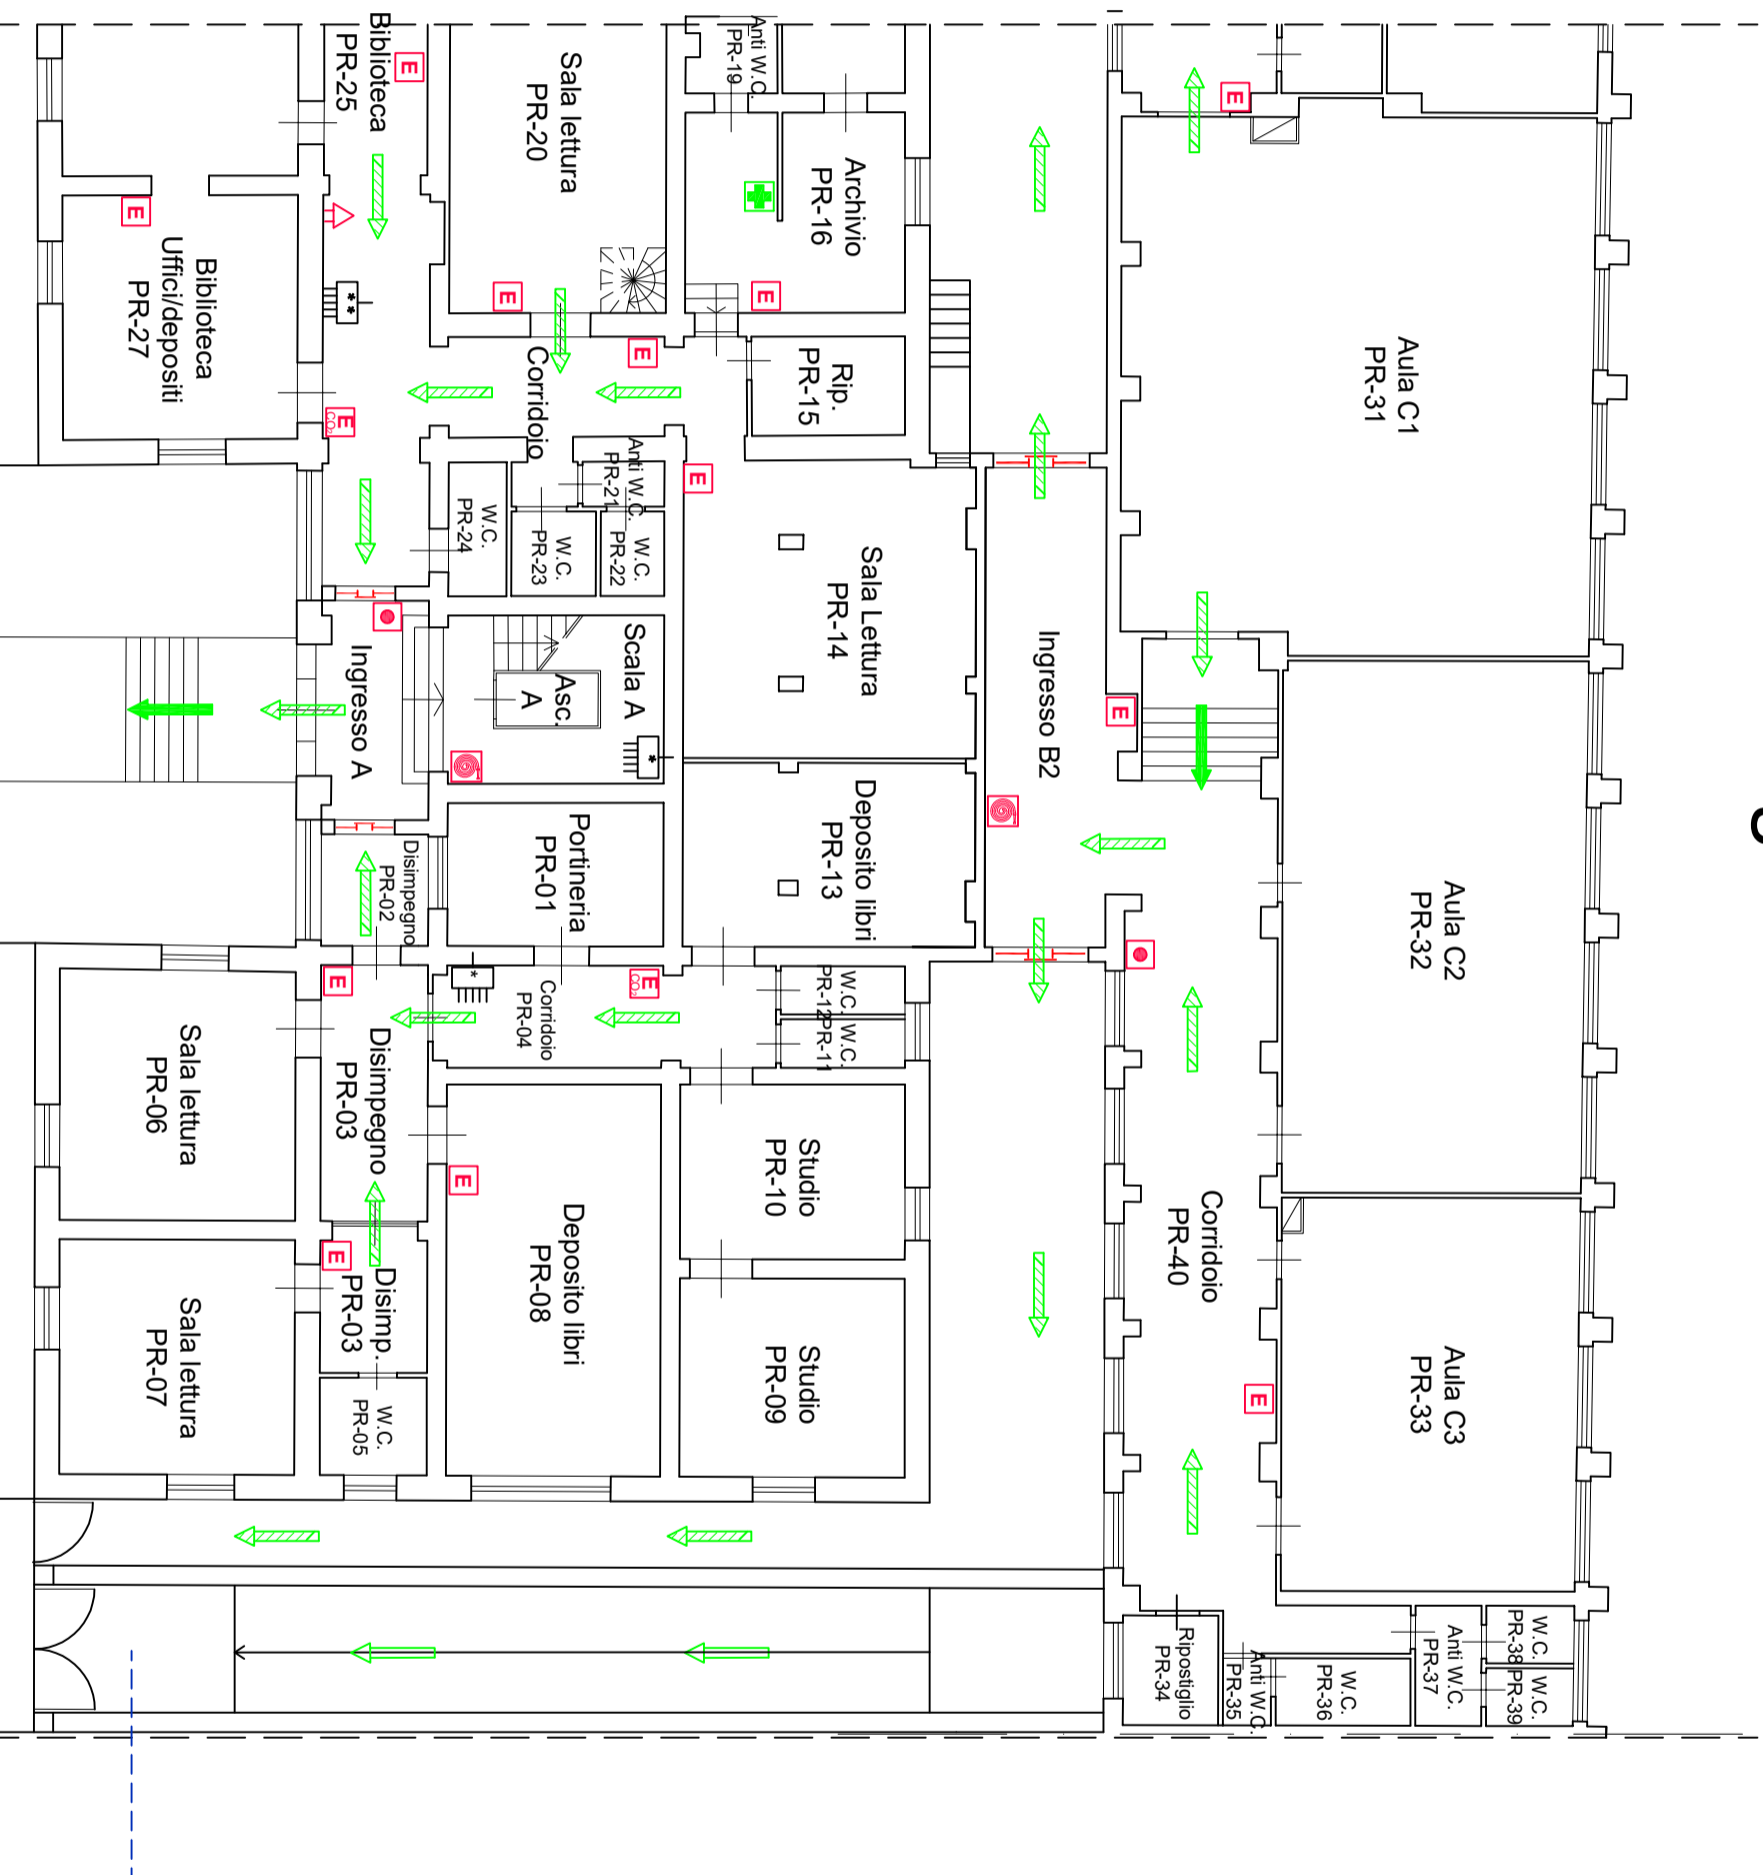 Biblioteca
PR-25
E
Sala lettura
PR-20
Anti W.C.
PR-19
E
Archivio
PR-16
E
Biblioteca
Uffici/depositi
PR-27
**
E
E
Corridoio
E
Rip.
PR-15
Aula C1
PR-31
E
CO2
W.C.
PR-24
Anti W.C.
PR-21
W.C.
PR-23
W.C.
PR-22
E
Sala Lettura
PR-14
Ingresso A
Scala A
Asc.
A
*
Ingresso B2
E
Disimpegno
PR-02
Portineria
PR-01
Deposito libri
PR-13
Aula C2
PR-32
E
*
Corridoio
PR-04
E
CO2
W.C.
PR-12
W.C.
PR-11
Sala lettura
PR-06
Disimpegno
PR-03
E
Studio
PR-10
Corridoio
PR-40
Deposito libri
PR-08
E
Disimp.
PR-03
Sala lettura
PR-07
W.C.
PR-05
Studio
PR-09
E
Aula C3
PR-33
Ripostiglio
PR-34
Anti W.C.
PR-35
W.C.
PR-36
Anti W.C.
PR-37
W.C.
PR-38
W.C.
PR-39